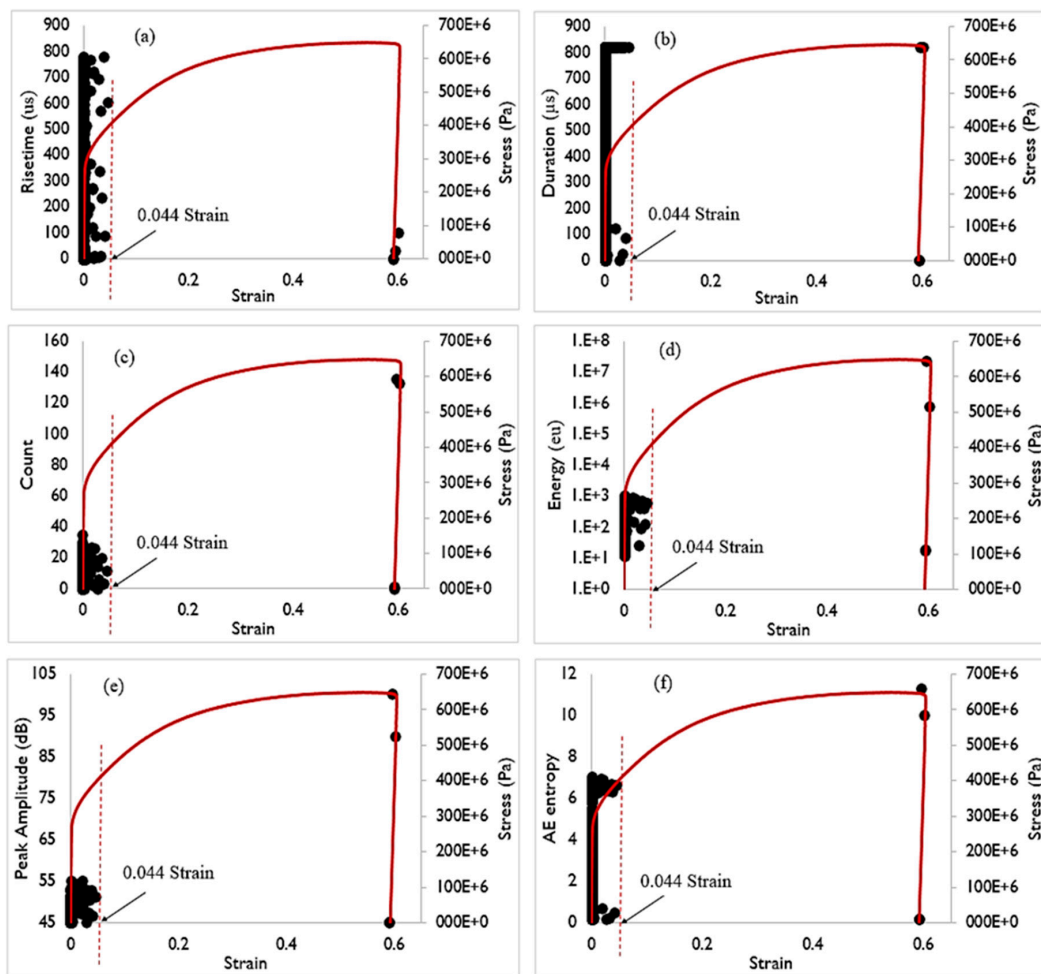 (a)
Risetime (us)
900
800
700
600
500
400
300
200
100
0
0
0.2
0.4
0.6
Strain
0.044 Strain
700E+6
600E+6
500E+6
400E+6
300E+6
200E+6
100E+6
000E+0
Stress (Pa)
(b)
Duration (µs)
900
800
700
600
500
400
300
200
100
0
0
0.2
0.4
0.6
Strain
0.044 Strain
700E+6
600E+6
500E+6
400E+6
300E+6
200E+6
100E+6
000E+0
Stress (Pa)
(c)
Count
160
140
120
100
80
60
40
20
0
0
0.2
0.4
0.6
Strain
0.044 Strain
700E+6
600E+6
500E+6
400E+6
300E+6
200E+6
100E+6
000E+0
Stress (Pa)
(d)
Energy (eu)
1.E+8
1.E+7
1.E+6
1.E+5
1.E+4
1.E+3
1.E+2
1.E+1
1.E+0
0
0.2
0.4
0.6
Strain
0.044 Strain
700E+6
600E+6
500E+6
400E+6
300E+6
200E+6
100E+6
000E+0
Stress (Pa)
(e)
Peak Amplitude (dB)
105
95
85
75
65
55
45
0
0.2
0.4
0.6
Strain
0.044 Strain
700E+6
600E+6
500E+6
400E+6
300E+6
200E+6
100E+6
000E+0
Stress (Pa)
(f)
AE entropy
12
10
8
6
4
2
0
0
0.2
0.4
0.6
Strain
0.044 Strain
700E+6
600E+6
500E+6
400E+6
300E+6
200E+6
100E+6
000E+0
Stress (Pa)